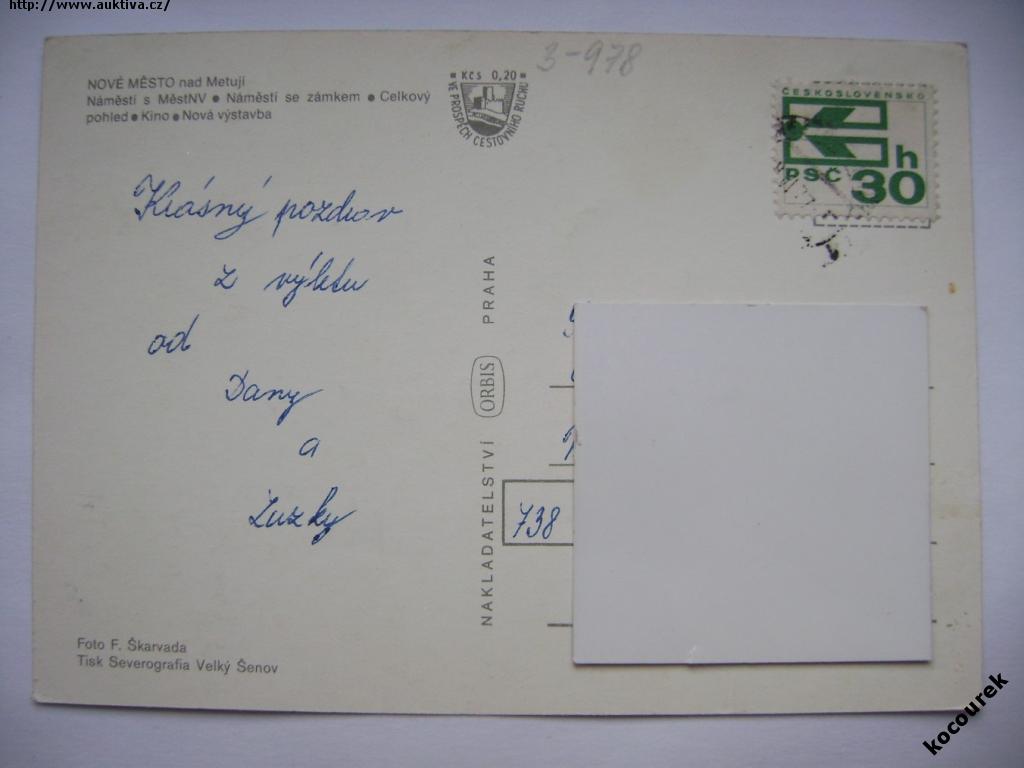 http://www.auktiva.cz/
3-978
NOVÉ MĚSTO nad Metují
Náměstí s MěstNV • Náměstí se zámkem • Celkový
pohled • Kino • Nová výstavba
KČS 0,20
VE PROSPĚCH CESTOVNÍHO RUCHU
ČESKOSLOVENSKO
PSČ 30 h
Krásný pozdrav
z výletu
od
Dany
a
Zuzky
NAKLADATELSTVÍ ORBIS PRAHA
738
Foto F. Škarvada
Tisk Severografia Velký Šenov
kocourek